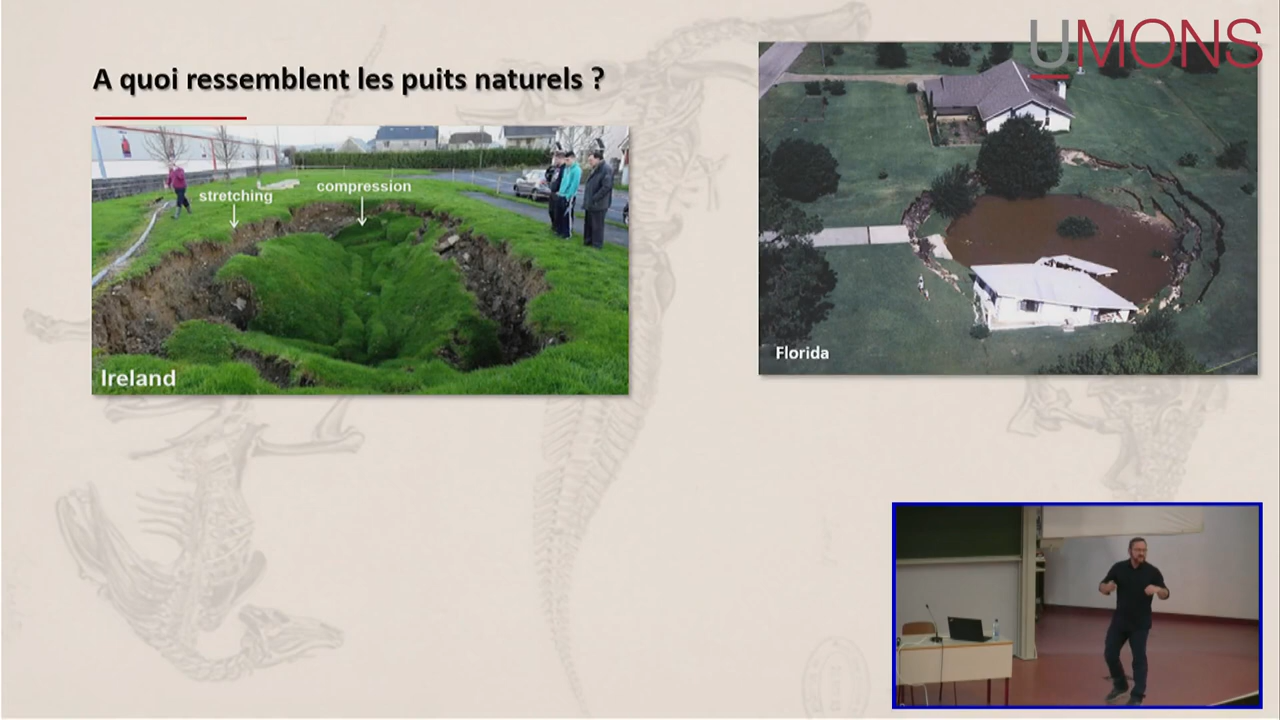 UMONS
A quoi ressemblent les puits naturels ?
stretching
compression
Ireland
Florida